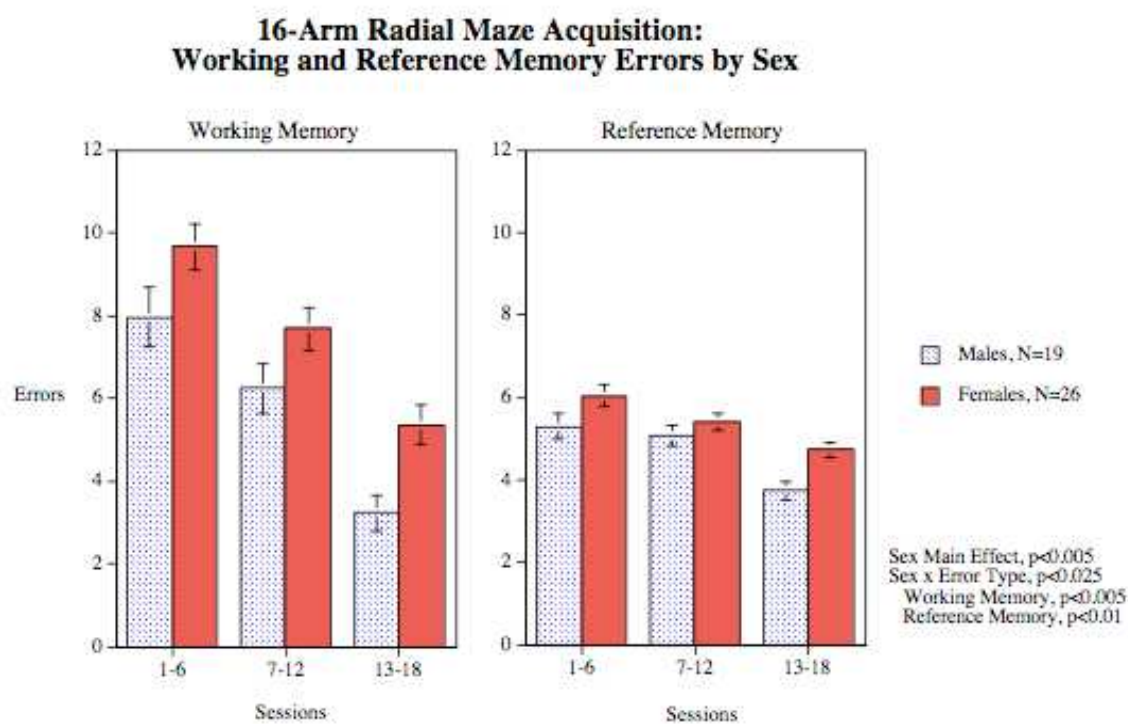 16-Arm Radial Maze Acquisition:
Working and Reference Memory Errors by Sex
Working Memory
12
10
8
6
4
2
0
Errors
1-6
7-12
13-18
Sessions
Reference Memory
12
10
8
6
4
2
0
1-6
7-12
13-18
Sessions
Males, N=19
Females, N=26
Sex Main Effect, p<0.005
Sex x Error Type, p<0.025
Working Memory, p<0.005
Reference Memory, p<0.01